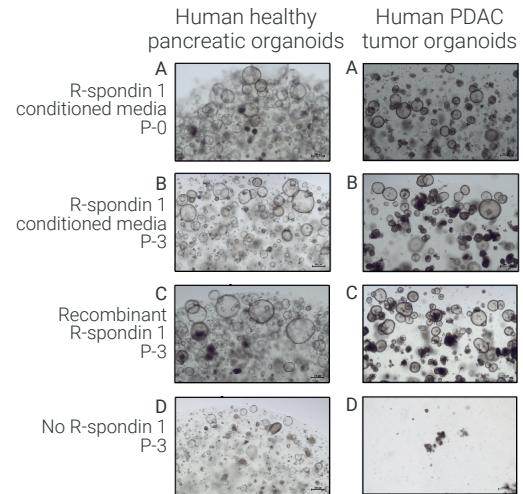 Human healthy
pancreatic organoids
Human PDAC
tumor organoids
A
R-spondin 1
conditioned media
P-0
A
B
R-spondin 1
conditioned media
P-3
B
C
Recombinant
R-spondin 1
P-3
C
D
No R-spondin 1
P-3
D